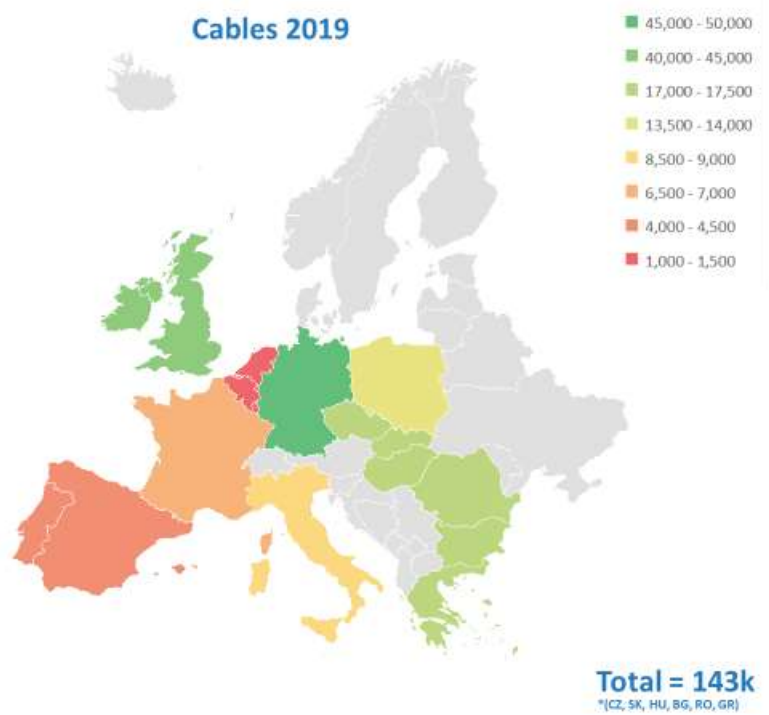 Cables 2019
45,000 - 50,000
40,000 - 45,000
17,000 - 17,500
13,500 - 14,000
8,500 - 9,000
6,500 - 7,000
4,000 - 4,500
1,000 - 1,500
Total = 143k
*(CZ, SK, HU, BG, RO, GR)